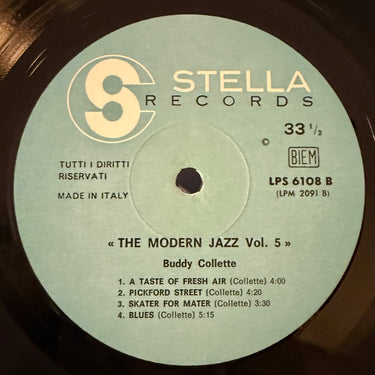 CS STELLA
RECORDS
33 1/3
©
BIEM
TUTTI I DIRITTI
RISERVATI
MADE IN ITALY
LPS 6108 B
(LPM 2091 B)
« THE MODERN JAZZ Vol. 5 »
Buddy Collette
1. A TASTE OF FRESH AIR (Collette) 4:00
2. PICKFORD STREET (Collette) 4:20
3. SKATER FOR MATER (Collette) 3:30
4. BLUES (Collette) 5:15